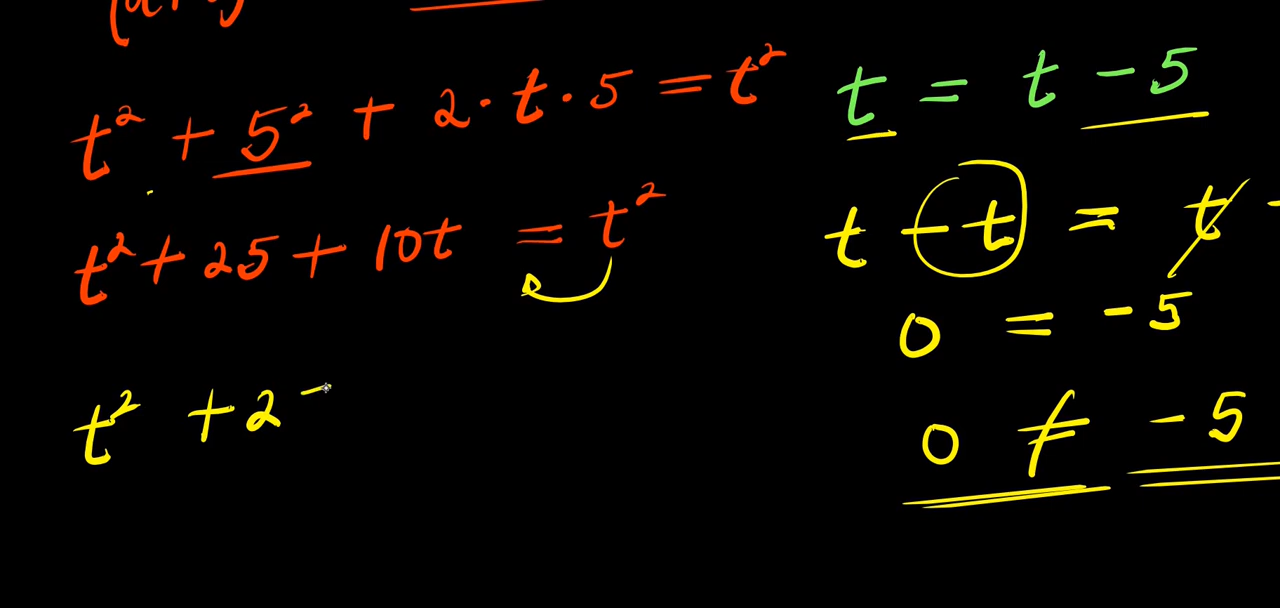 t² + 5² + 2 · t · 5 = t²
t² + 25 + 10t = t²
t² + 2
t = t - 5
t - t = t -
0 = -5
0 ≠ -5